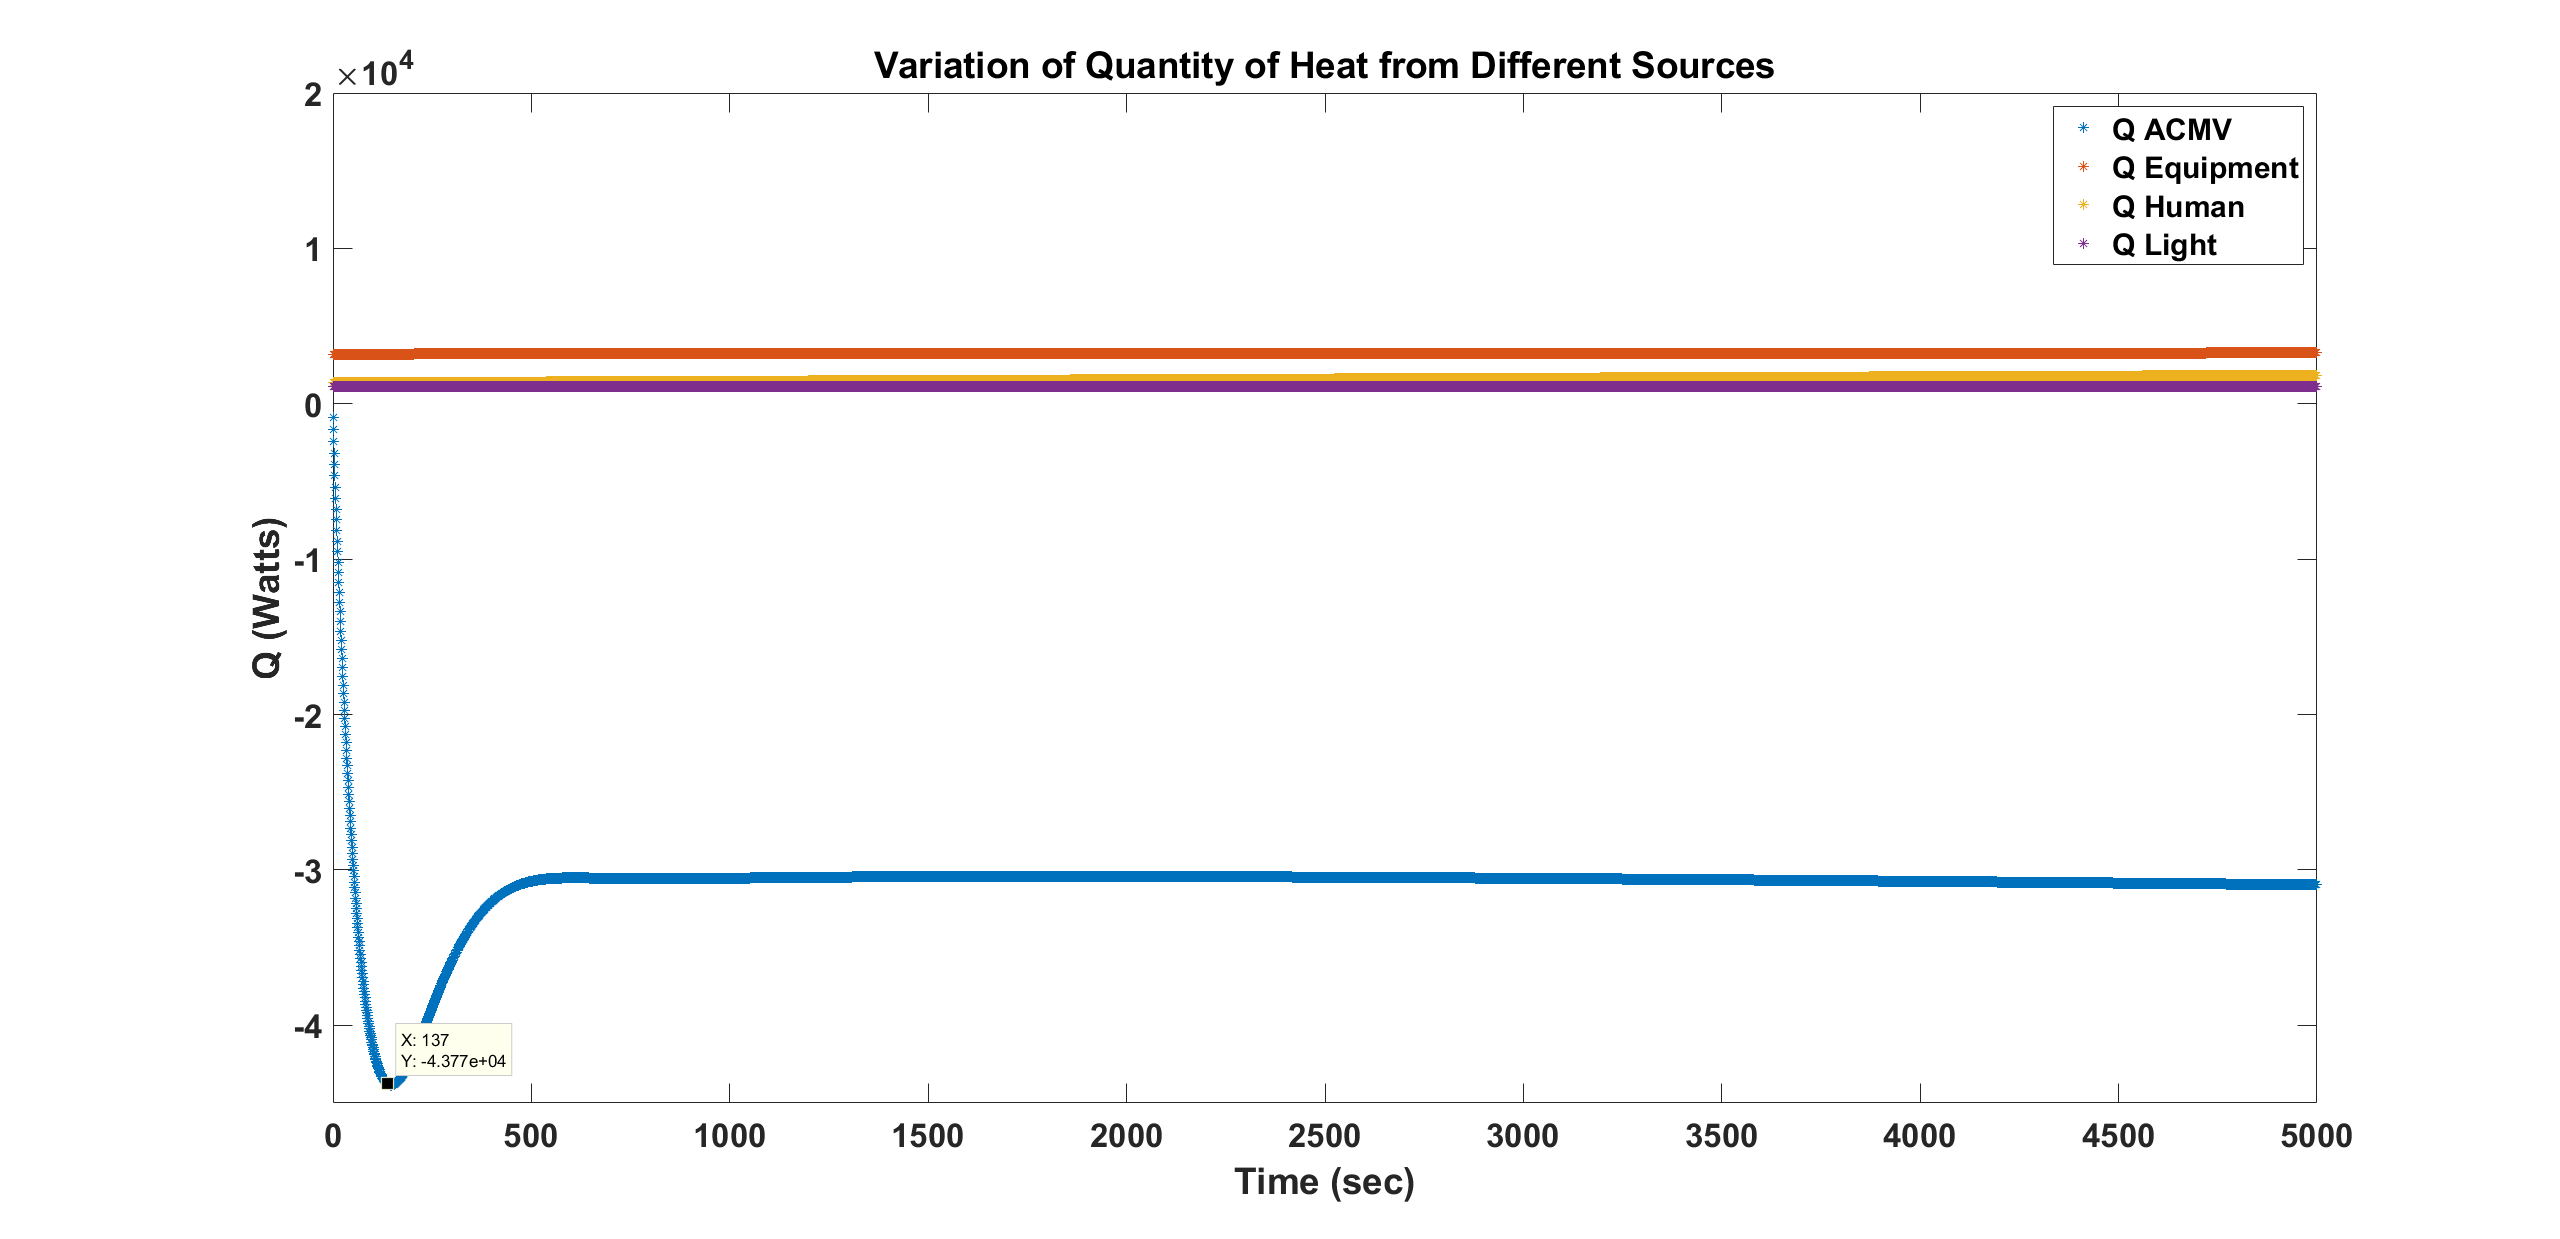 Variation of Quantity of Heat from Different Sources
×10^4
2
1
0
-1
-2
-3
-4
Q (Watts)
Q ACMV
Q Equipment
Q Human
Q Light
X: 137
Y: -4.377e+04
0 500 1000 1500 2000 2500 3000 3500 4000 4500 5000
Time (sec)